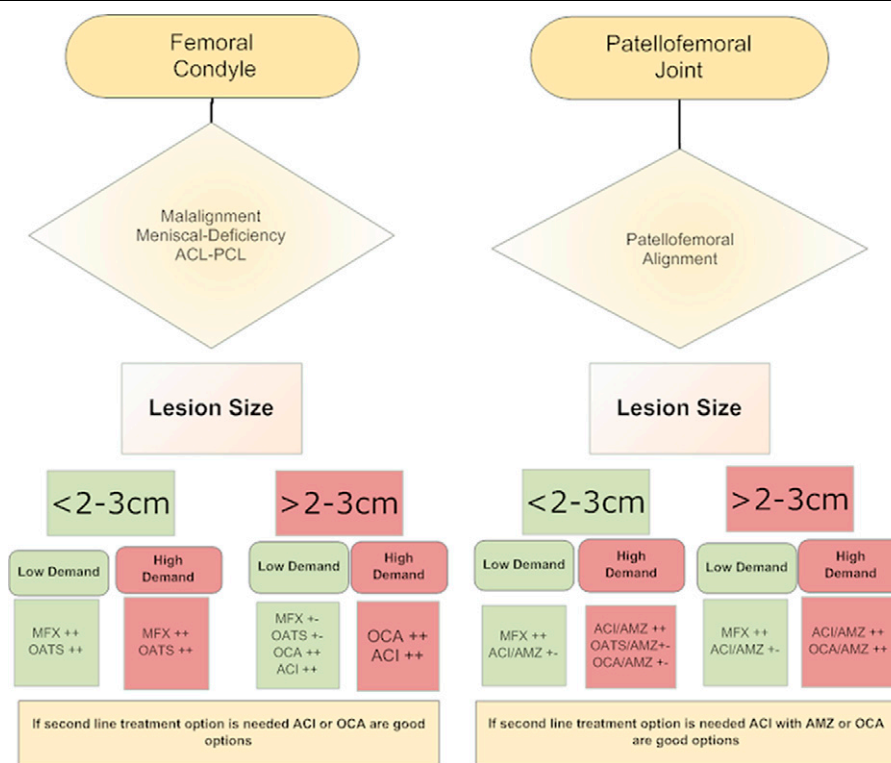 Femoral
Condyle
Malalignment
Meniscal-Deficiency
ACL-PCL
Lesion Size
<2-3cm
>2-3cm
Low Demand
High
Demand
Low Demand
High
Demand
MFX ++
OATS ++
MFX ++
OATS ++
MFX +-
OATS +-
OCA ++
ACI ++
OCA ++
ACI ++
If second line treatment option is needed ACI or OCA are good
options
Patellofemoral
Joint
Patellofemoral
Alignment
Lesion Size
<2-3cm
>2-3cm
Low Demand
High
Demand
Low Demand
High
Demand
MFX ++
ACI/AMZ +-
ACI/AMZ ++
OATS/AMZ+-
OCA/AMZ +-
MFX ++
ACI/AMZ +-
ACI/AMZ ++
OCA/AMZ ++
If second line treatment option is needed ACI with AMZ or OCA
are good options